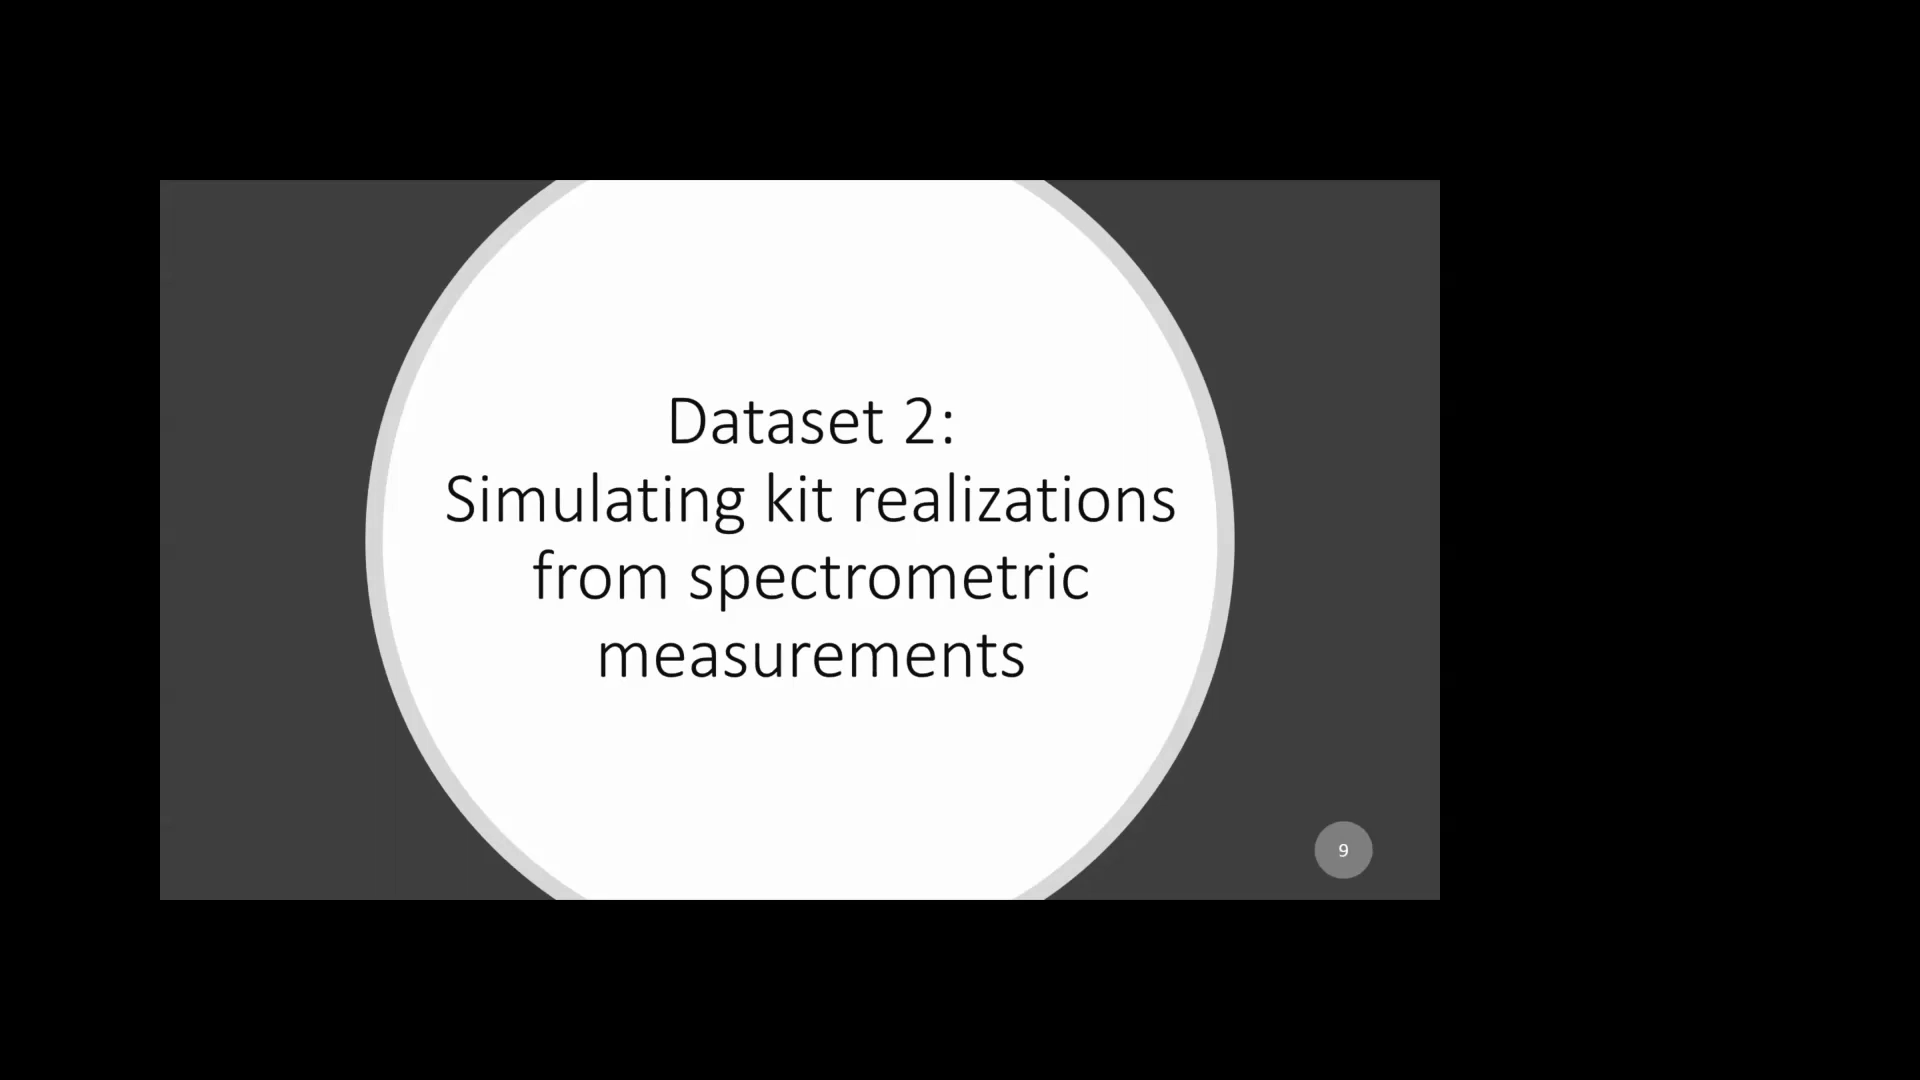 Dataset 2:
Simulating kit realizations
from spectrometric
measurements
9